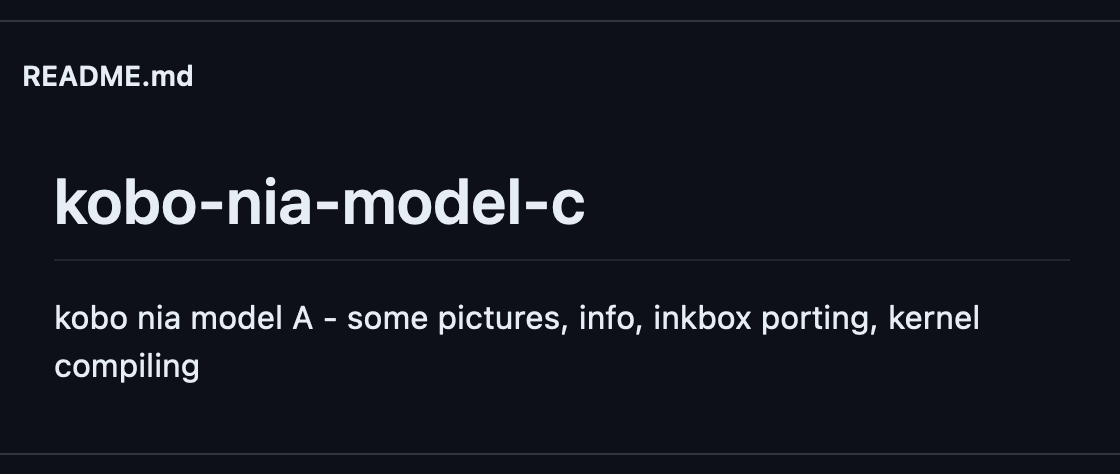 README.md
kobo-nia-model-c
kobo nia model A - some pictures, info, inkbox porting, kernel
compiling